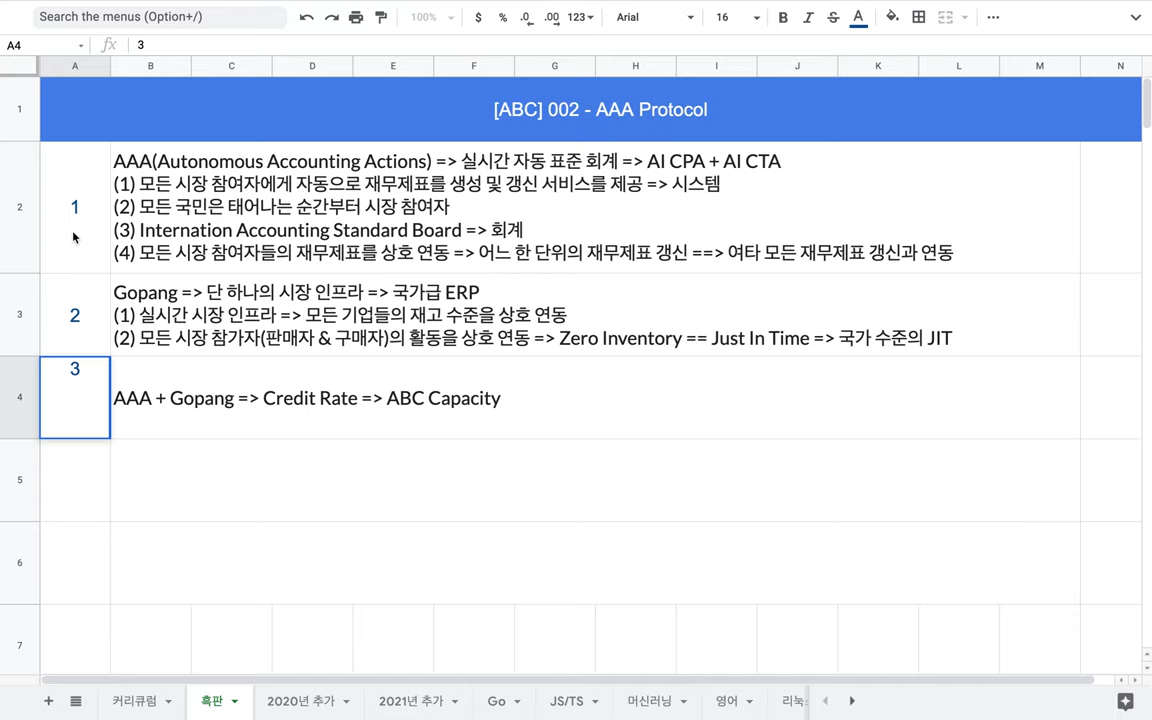 Search the menus (Option+/)
100%
$ % .0 .00 123
Arial
16
B I S A
A4
fx 3
A B C D E F G H I J K L M N
1
[ABC] 002 - AAA Protocol
2
1
AAA(Autonomous Accounting Actions) => 실시간 자동 표준 회계 => AI CPA + AI CTA
(1) 모든 시장 참여자에게 자동으로 재무제표를 생성 및 갱신 서비스를 제공 => 시스템
(2) 모든 국민은 태어나는 순간부터 시장 참여자
(3) Internation Accounting Standard Board => 회계
(4) 모든 시장 참여자들의 재무제표를 상호 연동 => 어느 한 단위의 재무제표 갱신 ==> 여타 모든 재무제표 갱신과 연동
3
2
Gopang => 단 하나의 시장 인프라 => 국가급 ERP
(1) 실시간 시장 인프라 => 모든 기업들의 재고 수준을 상호 연동
(2) 모든 시장 참가자(판매자 & 구매자)의 활동을 상호 연동 => Zero Inventory == Just In Time => 국가 수준의 JIT
4
3
AAA + Gopang => Credit Rate => ABC Capacity
5
6
7
커리큘럼
흑판
2020년 추가
2021년 추가
Go
JS/TS
머신러닝
영어
리눅